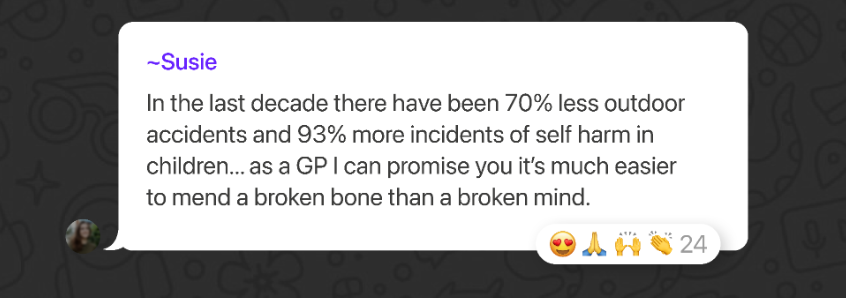 ~Susie
In the last decade there have been 70% less outdoor
accidents and 93% more incidents of self harm in
children... as a GP I can promise you it's much easier
to mend a broken bone than a broken mind.
24